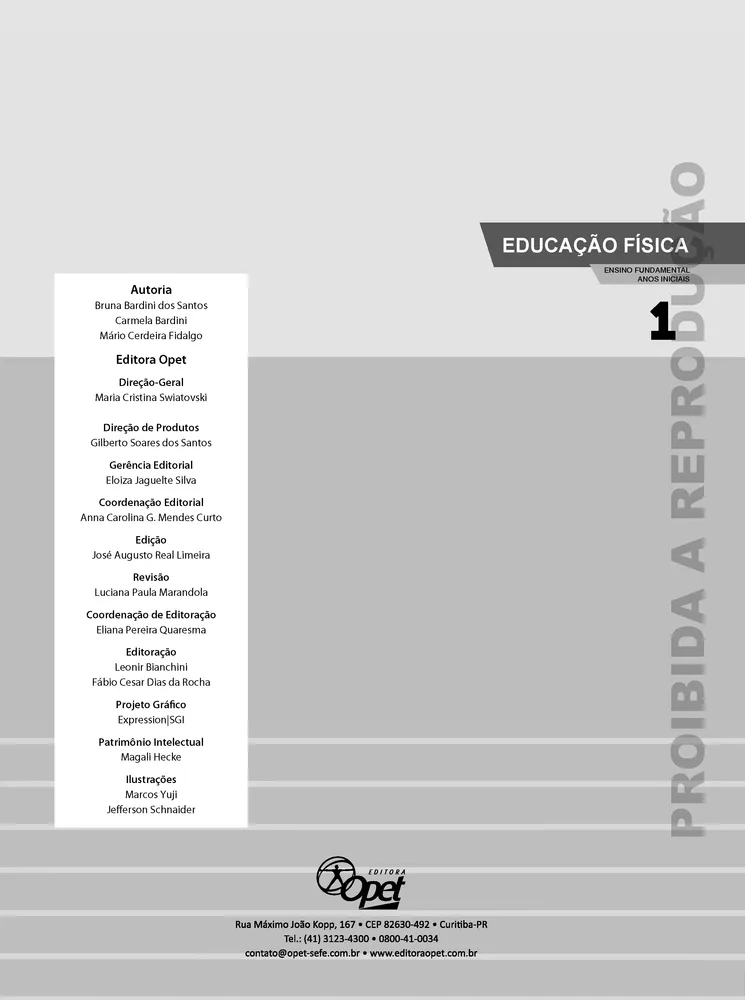 EDUCAÇÃO FÍSICA
ENSINO FUNDAMENTAL
ANOS INICIAIS
1
PROIBIDA A REPRODUÇÃO
Autoria
Bruna Bardini dos Santos
Carmela Bardini
Mário Cerdeira Fidalgo
Editora Opet
Direção-Geral
Maria Cristina Swiatovski
Direção de Produtos
Gilberto Soares dos Santos
Gerência Editorial
Eloiza Jaguelte Silva
Coordenação Editorial
Anna Carolina G. Mendes Curto
Edição
José Augusto Real Limeira
Revisão
Luciana Paula Marandola
Coordenação de Editoração
Eliana Pereira Quaresma
Editoração
Leonir Bianchini
Fábio Cesar Dias da Rocha
Projeto Gráfico
Expression|SGI
Patrimônio Intelectual
Magali Hecke
Ilustrações
Marcos Yuji
Jefferson Schnaider
EDITORA
Opet
Rua Máximo João Kopp, 167 • CEP 82630-492 • Curitiba-PR
Tel.: (41) 3123-4300 • 0800-41-0034
contato@opet-sefe.com.br • www.editoraopet.com.br